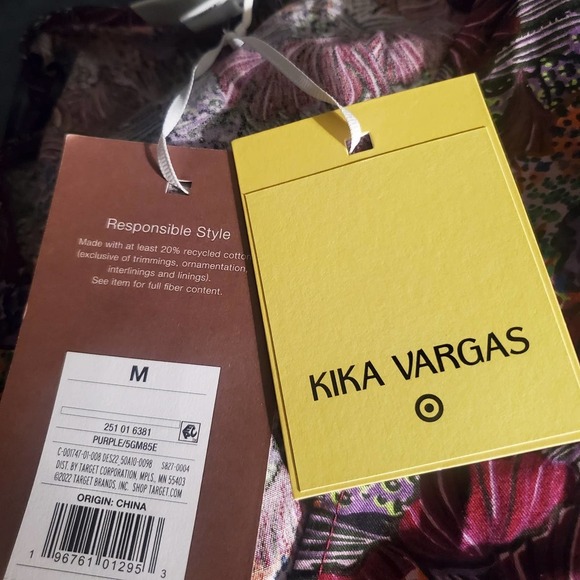 Responsible Style
Made with at least 20% recycled cotton
(exclusive of trimmings, ornamentation,
interlinings and linings).
See item for full fiber content.
M
251 01 6381
PURPLE/5GM85E
C-001747-01-008 DES22_50A10-0098 S827-0004
DIST. BY TARGET CORPORATION, MPLS, MN 55403
©2022 TARGET BRANDS, INC. SHOP TARGET.COM
ORIGIN: CHINA
1 96761 01295 3
KIKA VARGAS